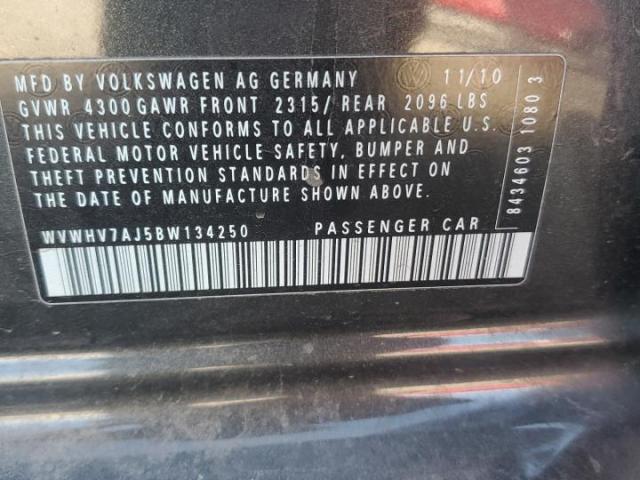 MFD BY VOLKSWAGEN AG GERMANY 11/10
GVWR 4300 GAWR FRONT 2315/ REAR 2096 LBS
THIS VEHICLE CONFORMS TO ALL APPLICABLE U.S.
FEDERAL MOTOR VEHICLE SAFETY, BUMPER AND
THEFT PREVENTION STANDARDS IN EFFECT ON
THE DATE OF MANUFACTURE SHOWN ABOVE.
WVWHV7AJ5BW134250 PASSENGER CAR
8434603 10803